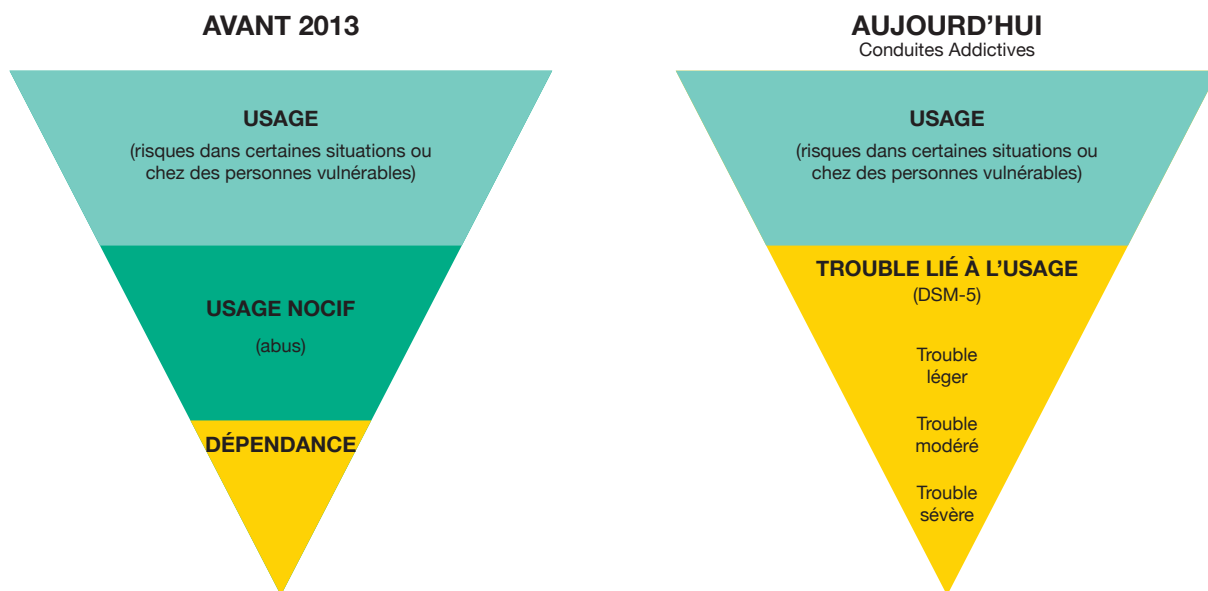 AVANT 2013
USAGE
(risques dans certaines situations ou
chez des personnes vulnérables)
USAGE NOCIF
(abus)
DÉPENDANCE
AUJOURD’HUI
Conduites Addictives
USAGE
(risques dans certaines situations ou
chez des personnes vulnérables)
TROUBLE LIÉ À L’USAGE
(DSM-5)
Trouble
léger
Trouble
modéré
Trouble
sévère